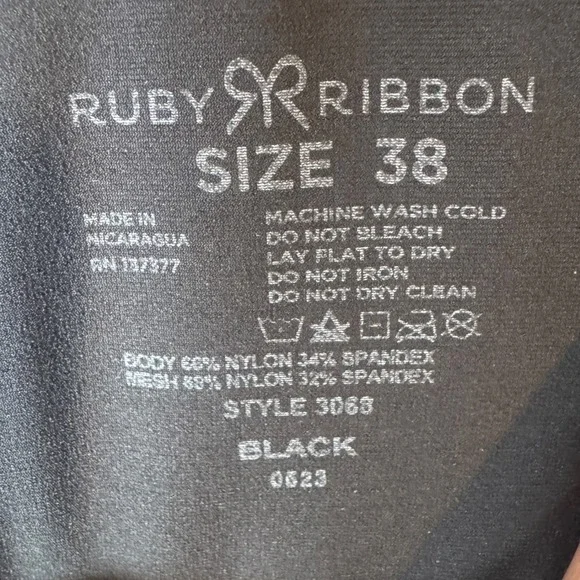 RUBY RIBBON
SIZE 38
MADE IN
NICARAGUA
RN 137377
MACHINE WASH COLD
DO NOT BLEACH
LAY FLAT TO DRY
DO NOT IRON
DO NOT DRY CLEAN
BODY 66% NYLON 34% SPANDEX
MESH 68% NYLON 32% SPANDEX
STYLE 3068
BLACK
0623